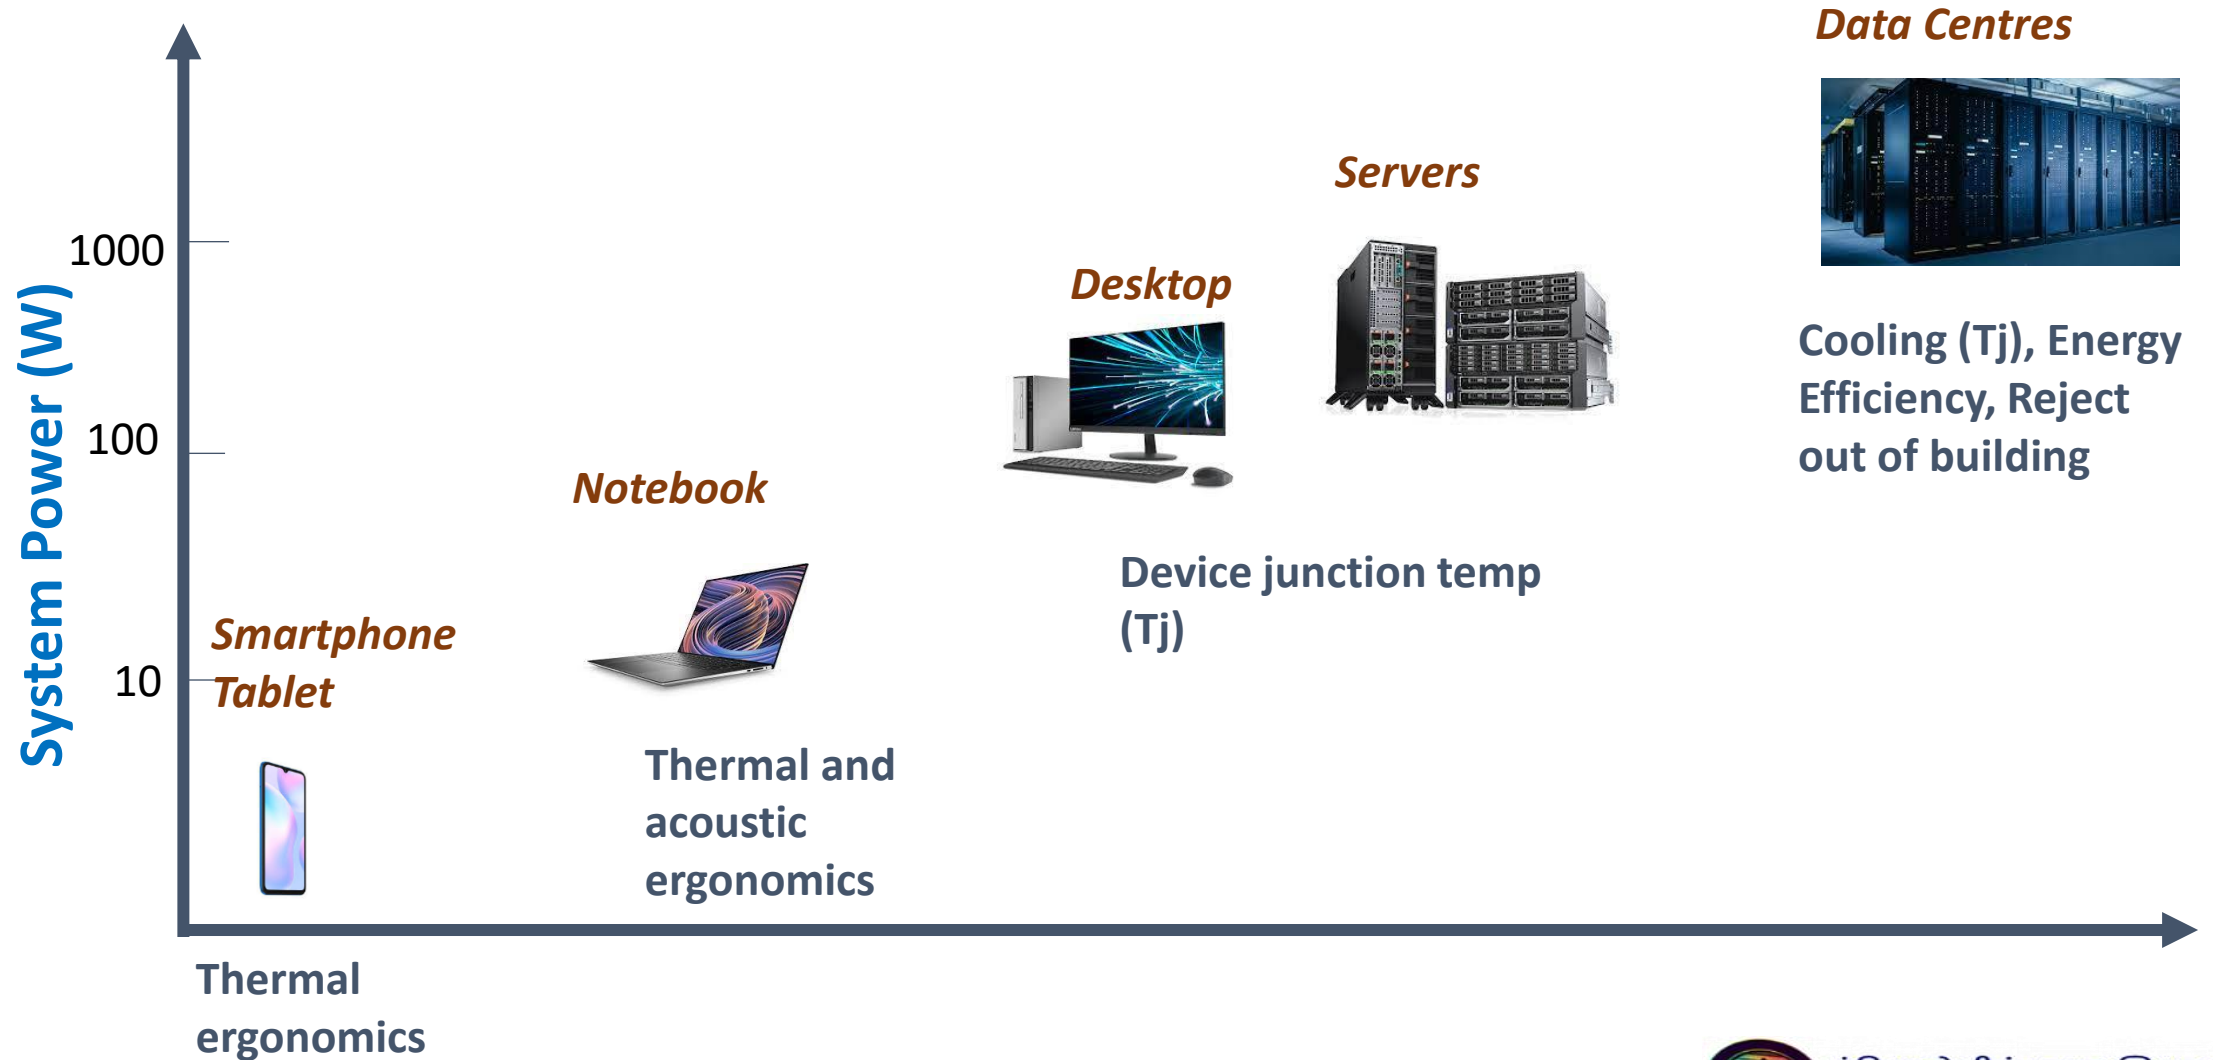 Data Centres
Servers
1000
Desktop
Cooling (Tj), Energy
Efficiency, Reject
out of building
System Power (W)
100
Notebook
Device junction temp
(Tj)
Smartphone
Tablet
10
Thermal and
acoustic
ergonomics
Thermal
ergonomics